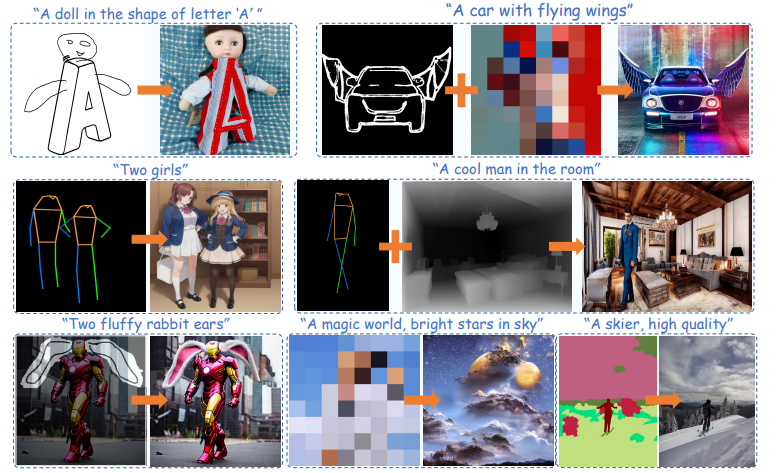 “A doll in the shape of letter ‘A’ ”
“A car with flying wings”
A
A
“Two girls”
“A cool man in the room”
“Two fluffy rabbit ears”
“A magic world, bright stars in sky”
“A skier, high quality”